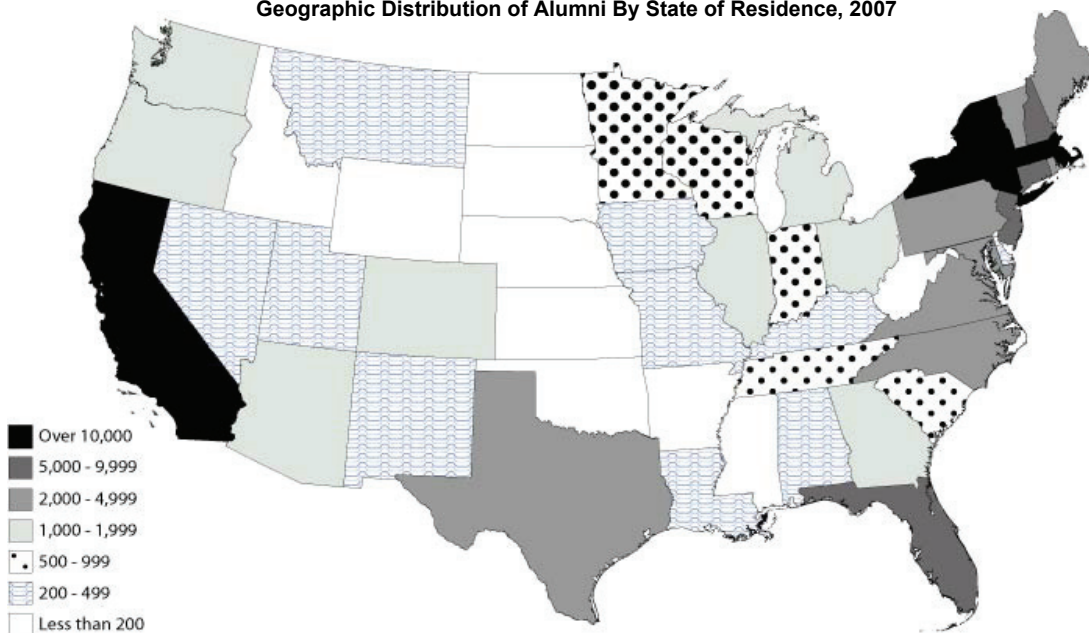 Geographic Distribution of Alumni By State of Residence, 2007
Over 10,000
5,000 - 9,999
2,000 - 4,999
1,000 - 1,999
500 - 999
200 - 499
Less than 200